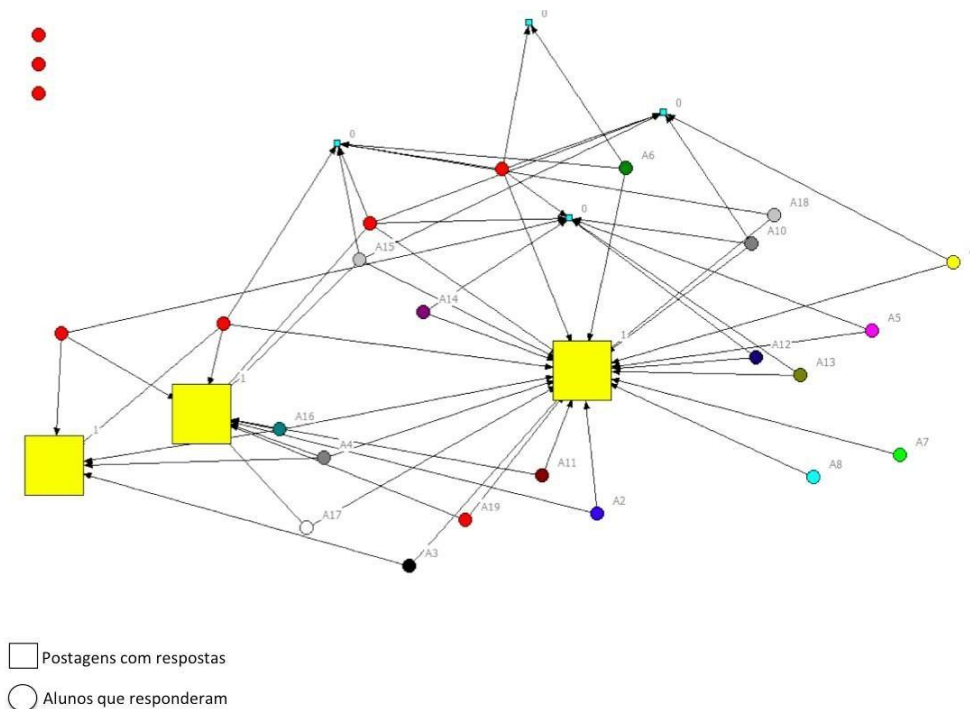 0
0
0
A6
A18
0
A10
A15
A14
A5
1
A12
A13
1
A16
1
A4
A7
A11
A8
A19
A2
A17
A3
Postagens com respostas
Alunos que responderam